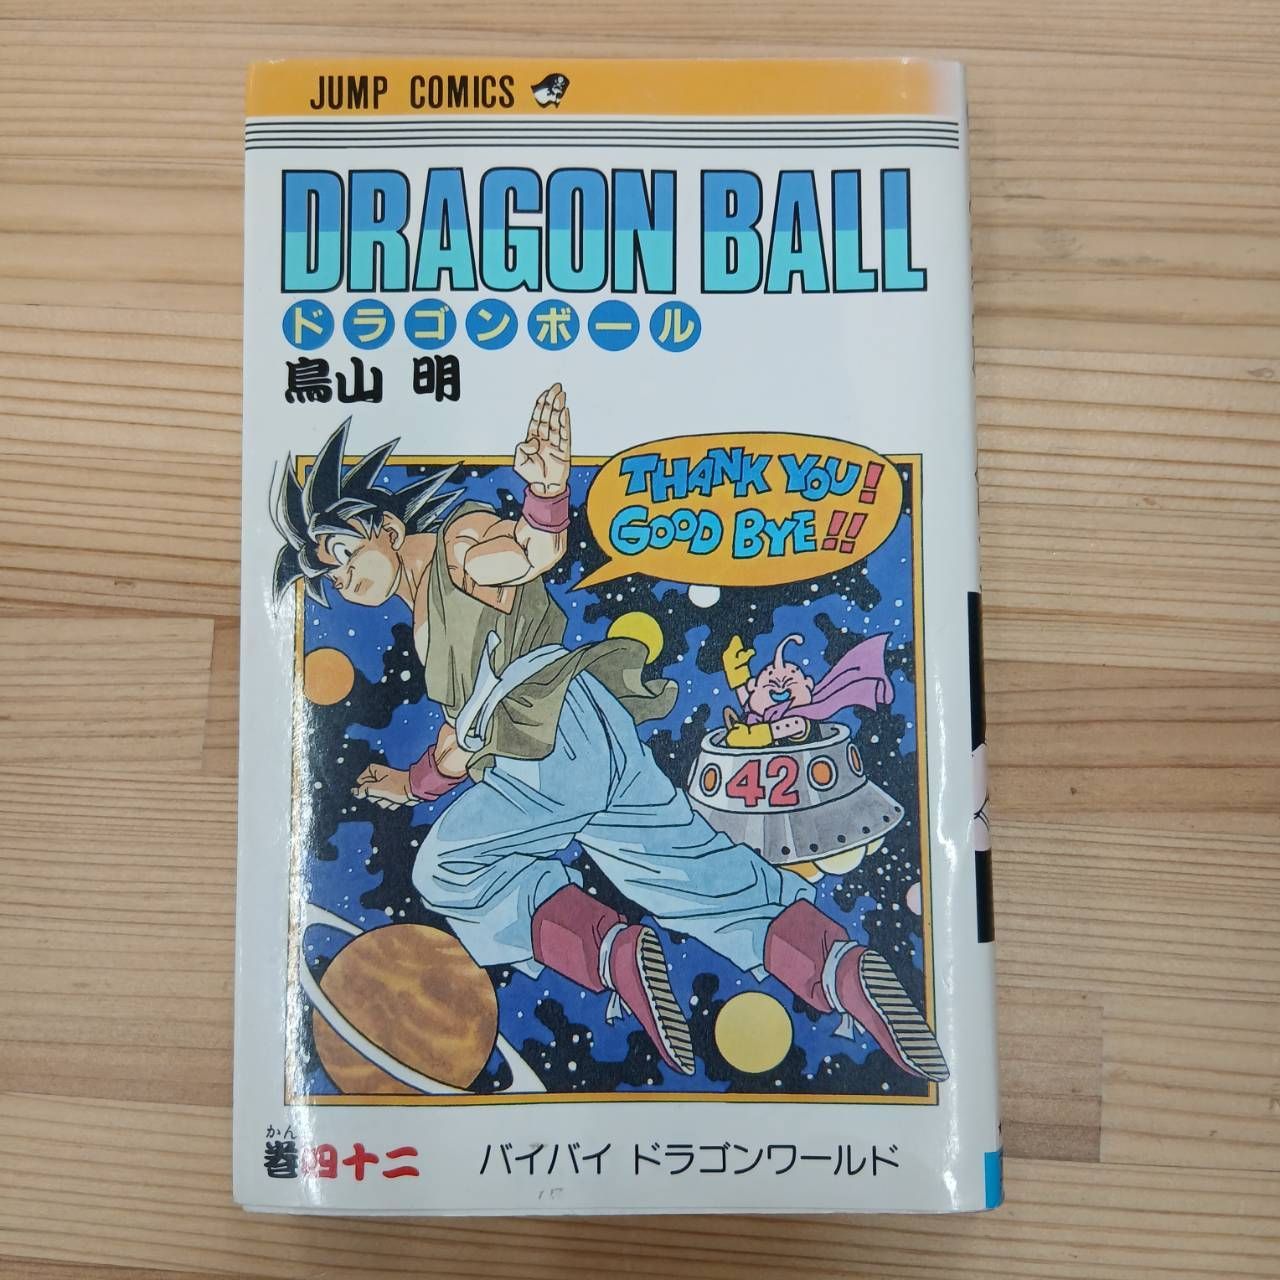 JUMP COMICS
DRAGON BALL
ドラゴンボール
鳥山 明
THANK YOU!
GOOD BYE!!
42
かん
巻四十二
バイバイ ドラゴンワールド